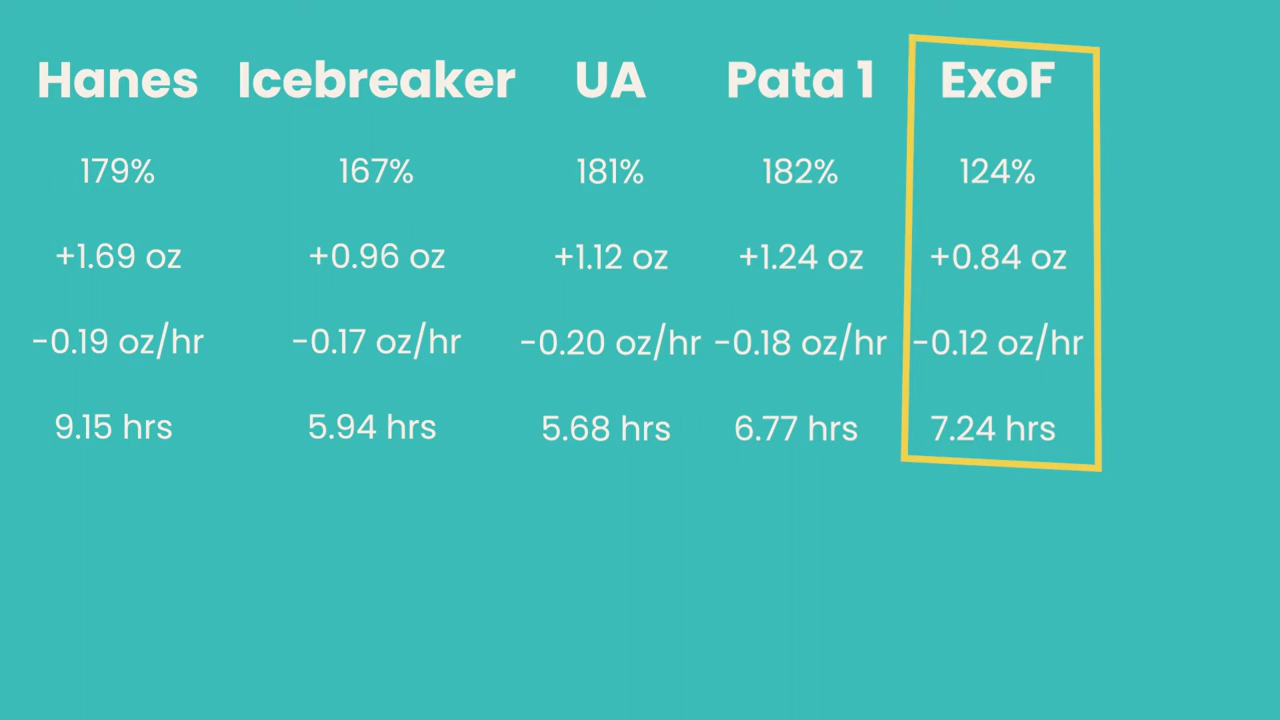 Hanes Icebreaker UA Pata 1 ExoF
179% 167% 181% 182% 124%
+1.69 oz +0.96 oz +1.12 oz +1.24 oz +0.84 oz
-0.19 oz/hr -0.17 oz/hr -0.20 oz/hr -0.18 oz/hr -0.12 oz/hr
9.15 hrs 5.94 hrs 5.68 hrs 6.77 hrs 7.24 hrs